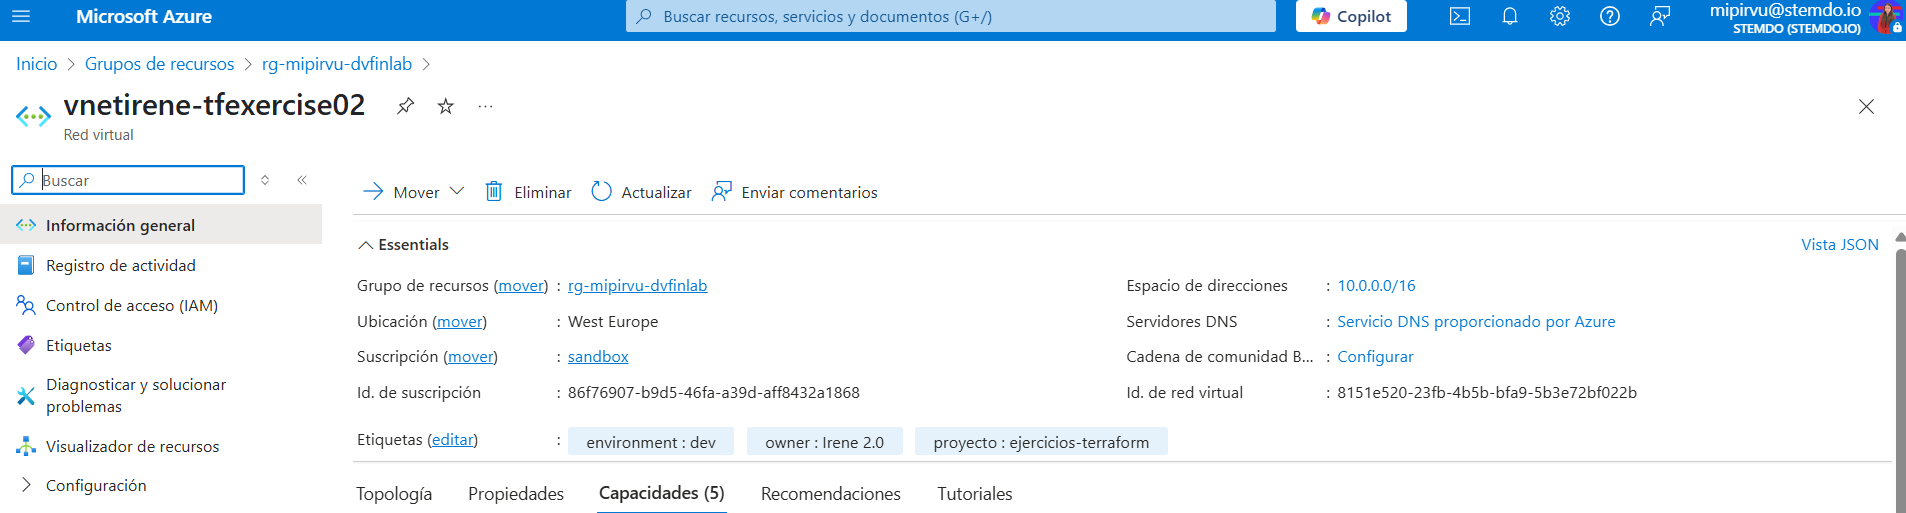 Microsoft Azure
Buscar recursos, servicios y documentos (G+/)
Copilot
mipirvu@stemdo.io
STEMDO (STEMDO.IO)
Inicio > Grupos de recursos > rg-mipirvu-dvfinlab >
vnetirene-tfexercise02
Red virtual
Buscar
Mover
Eliminar
Actualizar
Enviar comentarios
Información general
Registro de actividad
Control de acceso (IAM)
Etiquetas
Diagnosticar y solucionar
problemas
Visualizador de recursos
Configuración
Essentials
Vista JSON
Grupo de recursos (mover) : rg-mipirvu-dvfinlab
Ubicación (mover) : West Europe
Suscripción (mover) : sandbox
Id. de suscripción : 86f76907-b9d5-46fa-a39d-aff8432a1868
Espacio de direcciones : 10.0.0.0/16
Servidores DNS : Servicio DNS proporcionado por Azure
Cadena de comunidad B... : Configurar
Id. de red virtual : 8151e520-23fb-4b5b-bfa9-5b3e72bf022b
Etiquetas (editar) : environment : dev owner : Irene 2.0 proyecto : ejercicios-terraform
Topología Propiedades Capacidades (5) Recomendaciones Tutoriales